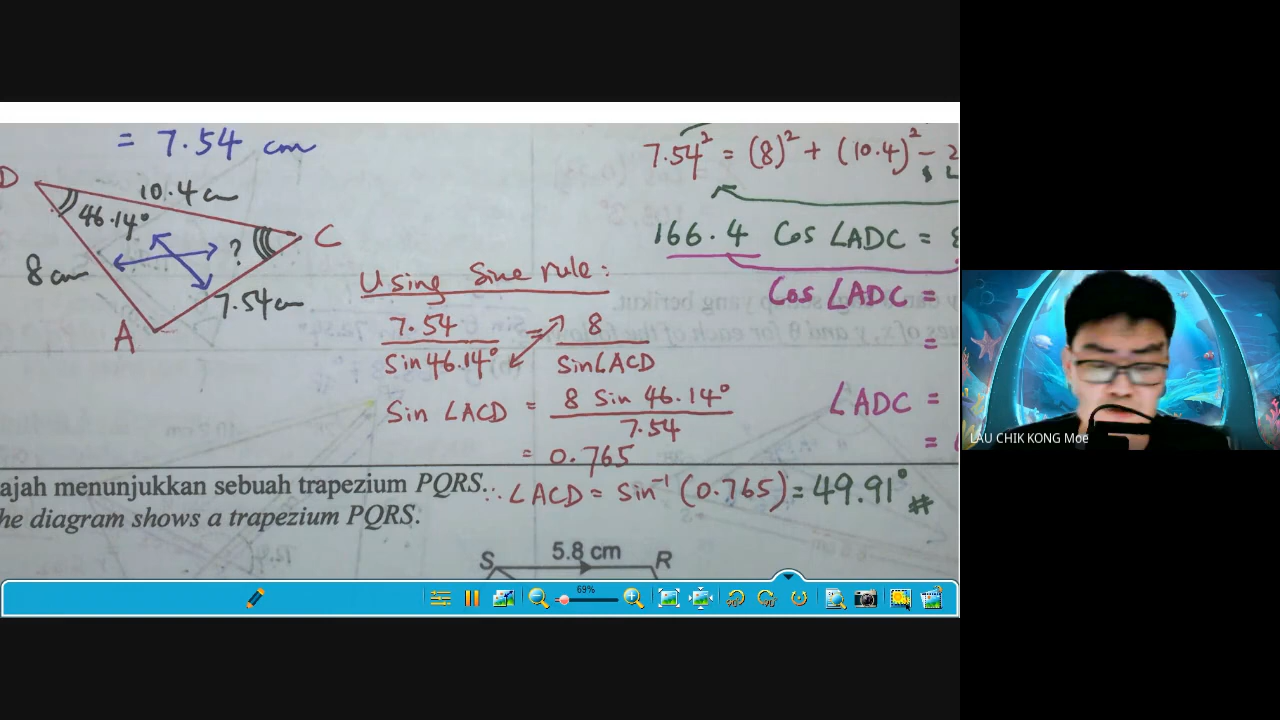 = 7.54 cm
D
10.4 cm
46.14°
?
C
8 cm
7.54 cm
A
Using Sine rule:
7.54 = 8
Sin 46.14° Sin∠ACD
Sin ∠ACD = 8 Sin 46.14°
7.54
= 0.765
∴ ∠ACD = Sin⁻¹ (0.765) = 49.91° #
7.54² = (8)² + (10.4)² - 2
166.4 Cos ∠ADC = 8
Cos ∠ADC =
=
∠ADC =
=
ajah menunjukkan sebuah trapezium PQRS.
he diagram shows a trapezium PQRS.
S 5.8 cm R
69%
LAU CHIK KONG Moe